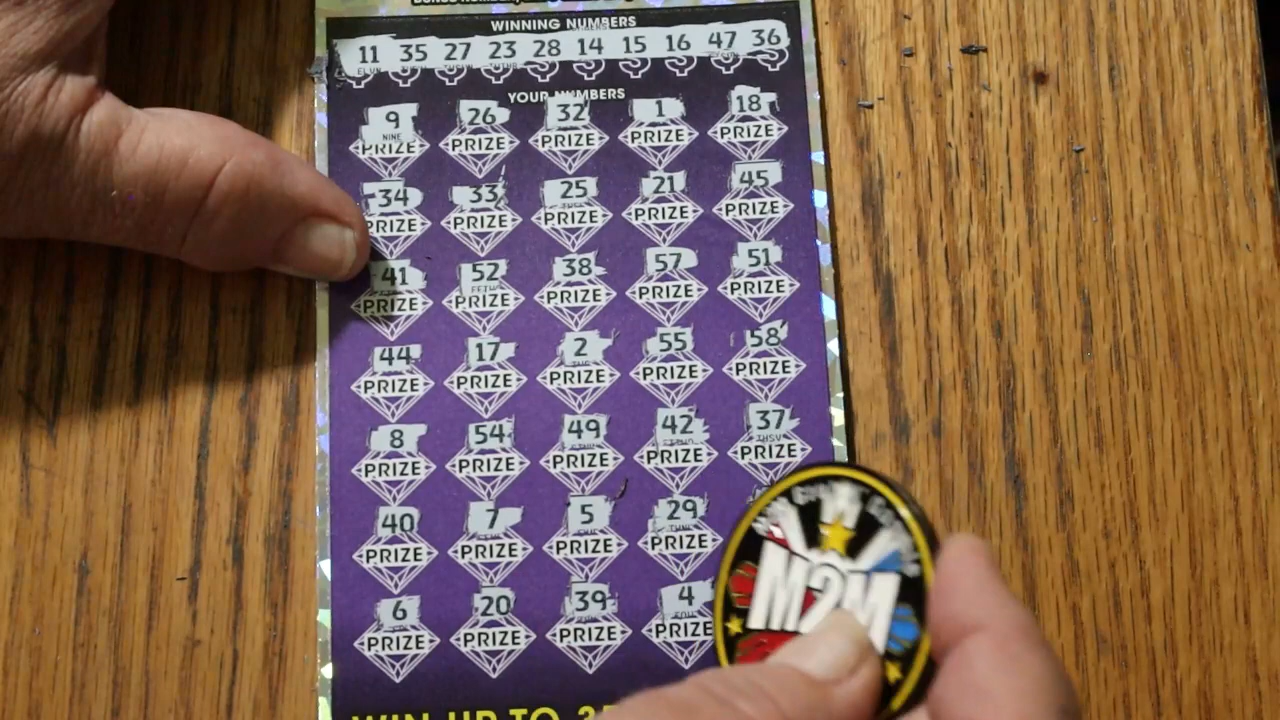 WINNING NUMBERS
11 35 27 23 28 14 15 16 47 36
YOUR NUMBERS
9 26 32 1 18
NINE
PRIZE PRIZE PRIZE PRIZE PRIZE
34 33 25 21 45
PRIZE PRIZE PRIZE PRIZE PRIZE
41 52 38 57 51
PRIZE PRIZE PRIZE PRIZE PRIZE
44 17 2 55 58
PRIZE PRIZE PRIZE PRIZE PRIZE
8 54 49 42 37
THSV
PRIZE PRIZE PRIZE PRIZE PRIZE
40 7 5 29
PRIZE PRIZE PRIZE PRIZE
6 20 39 4
PRIZE PRIZE PRIZE PRIZE
WIN UP TO
M2M